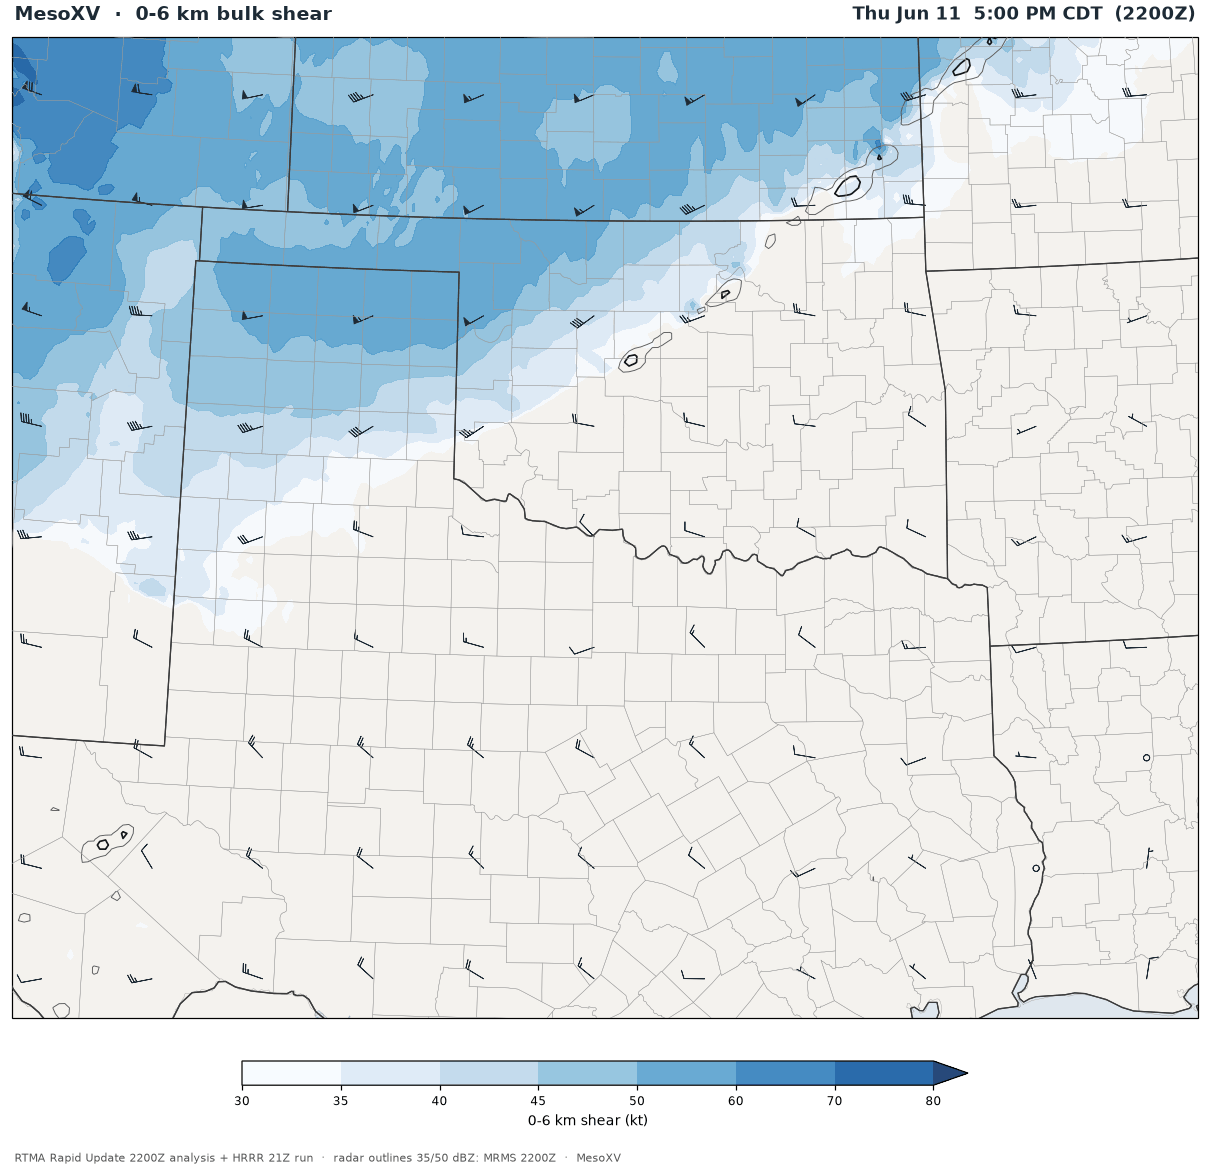 MesoXV · 0-6 km bulk shear
Thu Jun 11 5:00 PM CDT (2200Z)
30 35 40 45 50 60 70 80
0-6 km shear (kt)
RTMA Rapid Update 2200Z analysis + HRRR 21Z run · radar outlines 35/50 dBZ: MRMS 2200Z · MesoXV